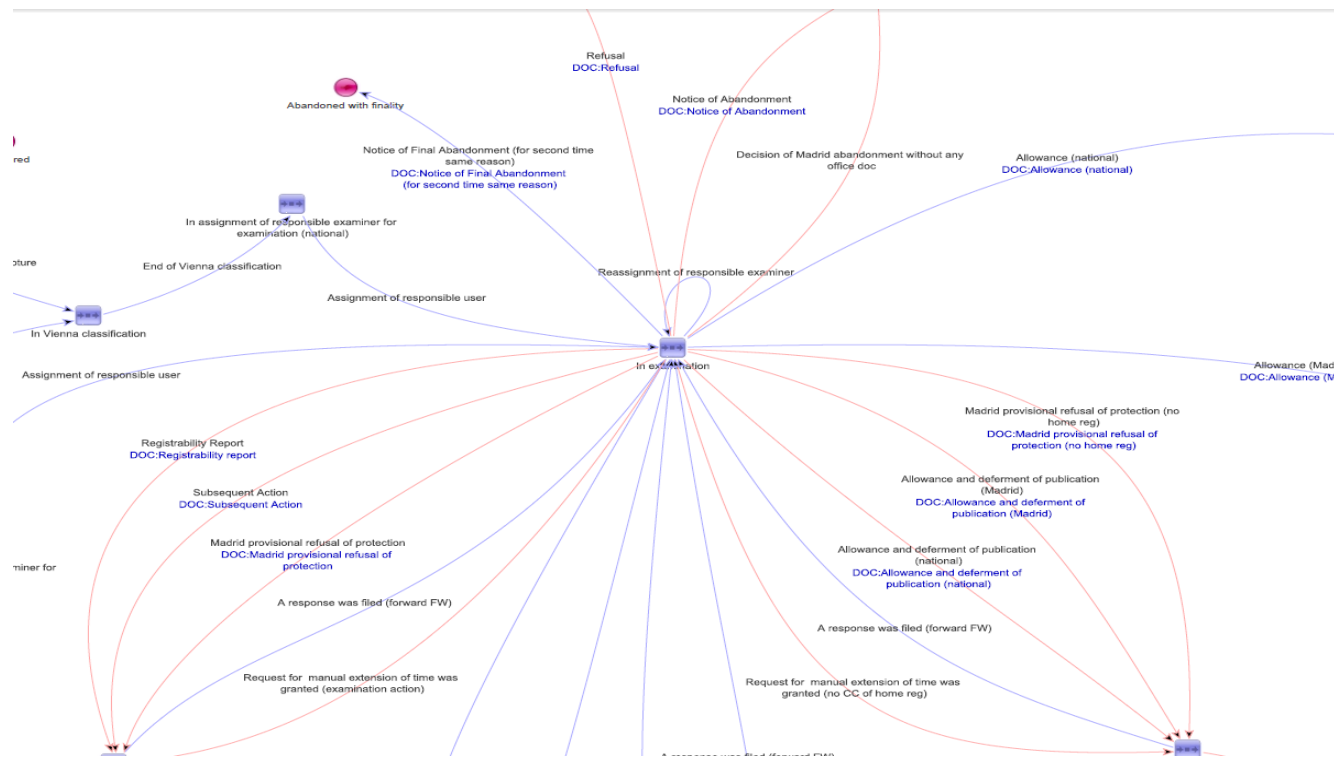 Refusal
DOC:Refusal
Abandoned with finality
Notice of Abandonment
DOC:Notice of Abandonment
red
Notice of Final Abandonment (for second time
same reason)
DOC:Notice of Final Abandonment
(for second time same reason)
Decision of Madrid abandonment without any
office doc
Allowance (national)
DOC:Allowance (national)
In assignment of responsible examiner for
examination (national)
oture
End of Vienna classification
Reassignment of responsible examiner
Assignment of responsible user
In Vienna classification
In examination
Assignment of responsible user
Allowance (Mad
DOC:Allowance (M
Madrid provisional refusal of protection (no
home reg)
DOC:Madrid provisional refusal of
protection (no home reg)
Registrability Report
DOC:Registrability report
Allowance and deferment of publication
(Madrid)
DOC:Allowance and deferment of
publication (Madrid)
Subsequent Action
DOC:Subsequent Action
Madrid provisional refusal of protection
DOC:Madrid provisional refusal of
protection
Allowance and deferment of publication
(national)
DOC:Allowance and deferment of
publication (national)
miner for
A response was filed (forward FW)
A response was filed (forward FW)
Request for manual extension of time was
granted (examination action)
Request for manual extension of time was
granted (no CC of home reg)
A response was filed (forward FW)